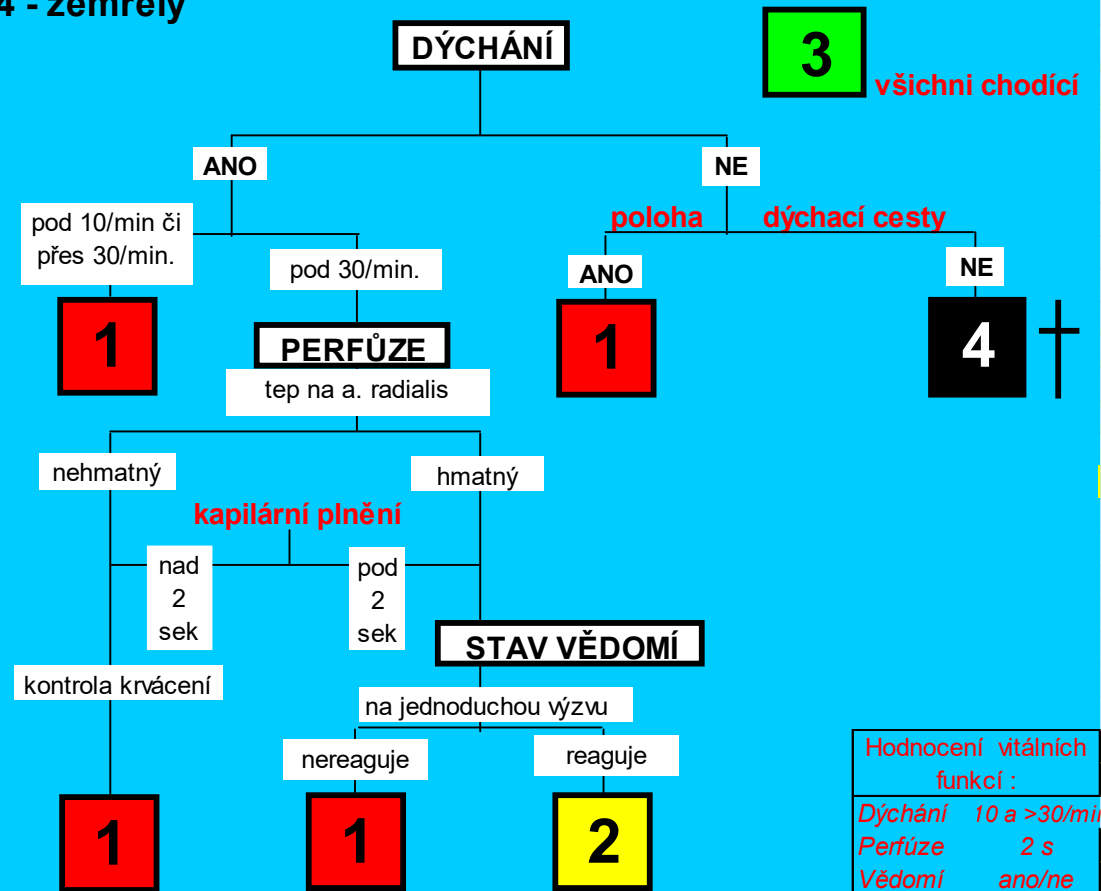 4 - zemřelý
DÝCHÁNÍ
3
všichni chodící
ANO
NE
pod 10/min či
přes 30/min.
pod 30/min.
poloha dýchací cesty
ANO
NE
1
1
4
PERFŮZE
tep na a. radialis
nehmatný
hmatný
kapilární plnění
nad
2
sek
pod
2
sek
STAV VĚDOMÍ
kontrola krvácení
na jednoduchou výzvu
nereaguje
reaguje
1
1
2
Hodnocení vitálních
funkcí :
Dýchání 10 a >30/min
Perfúze 2 s
Vědomí ano/ne